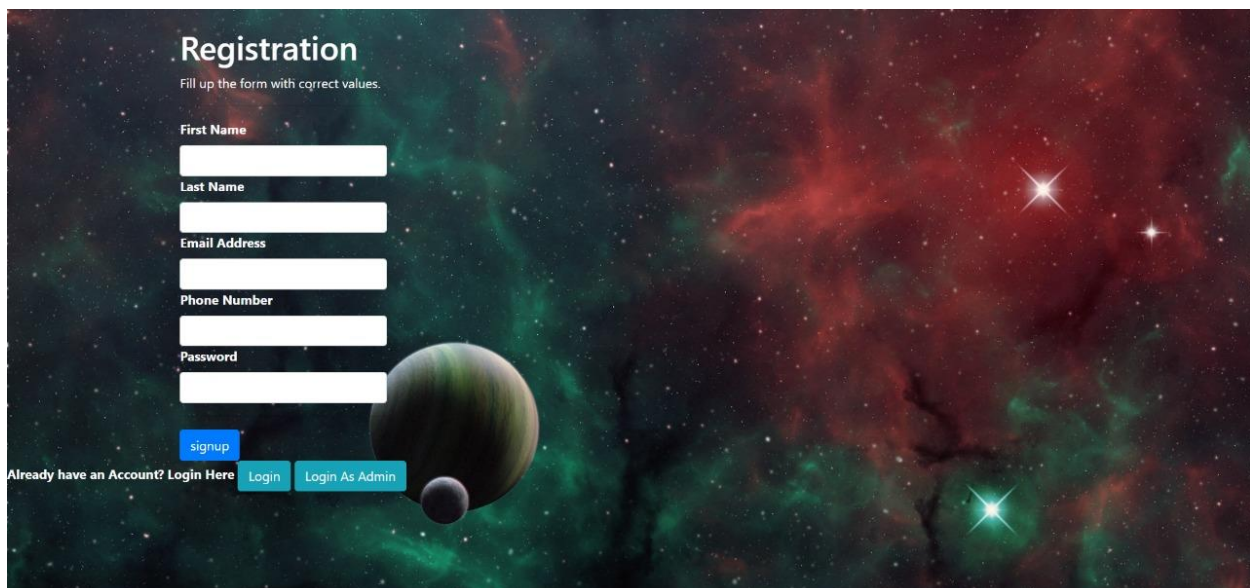 Registration
Fill up the form with correct values.
First Name
Last Name
Email Address
Phone Number
Password
signup
Already have an Account? Login Here Login Login As Admin